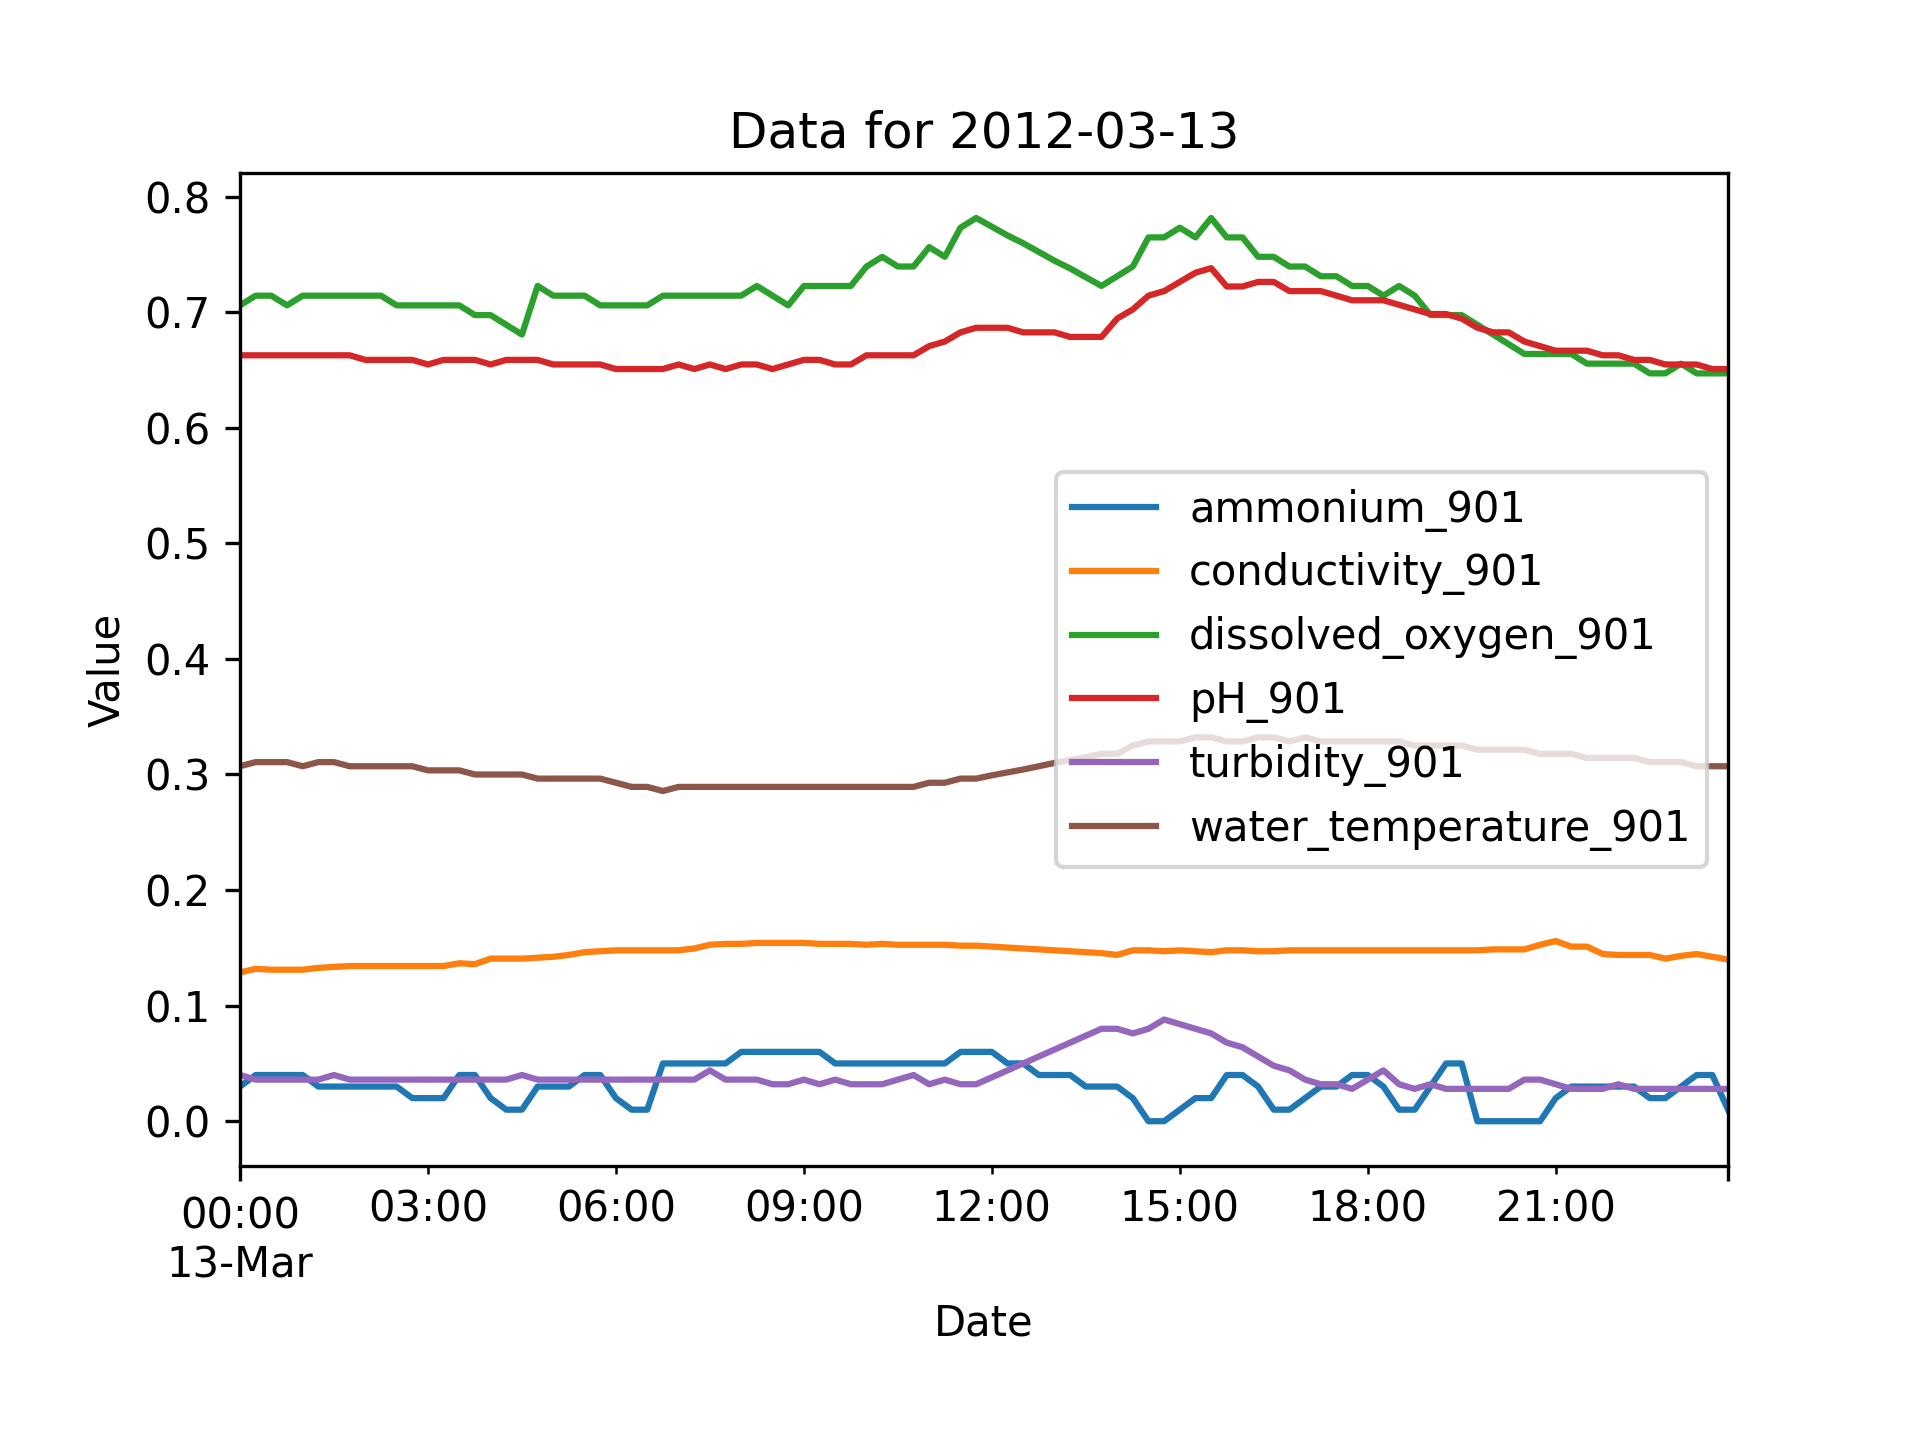 Data for 2012-03-13
0.8
0.7
0.6
0.5
0.4
0.3
0.2
0.1
0.0
Value
ammonium_901
conductivity_901
dissolved_oxygen_901
pH_901
turbidity_901
water_temperature_901
00:00 03:00 06:00 09:00 12:00 15:00 18:00 21:00
13-Mar
Date